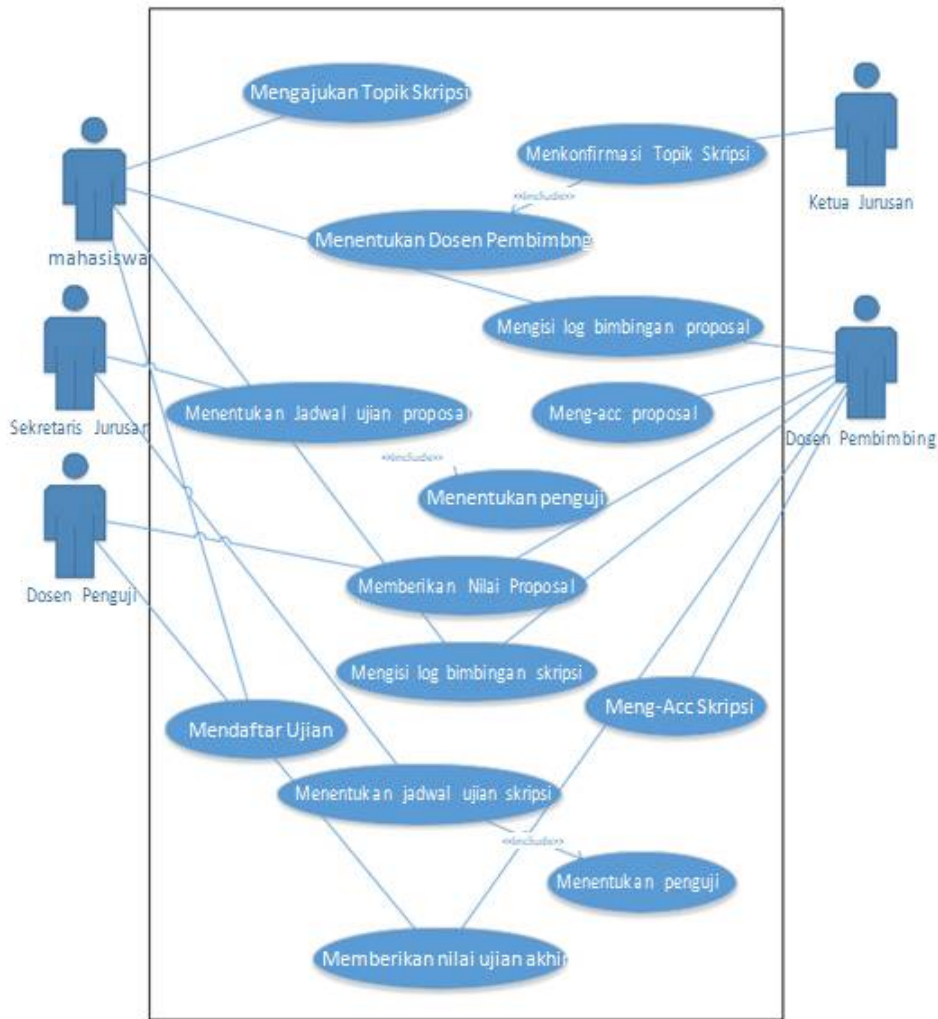 Mengajukan Topik Skripsi
Menkonfirmasi Topik Skripsi
Ketua Jurusan
<<Include>>
Menentukan Dosen Pembimbng
mahasiswa
Mengisi log bimbingan proposal
Menentukan Jadwal ujian proposa
Meng-acc proposal
Sekretaris Jurusan
Dosen Pembimbing
<<Include>>
Menentukan penguji
Memberikan Nilai Proposal
Dosen Penguji
Mengisi log bimbingan skripsi
Meng-Acc Skripsi
Mendaftar Ujian
Menentukan jadwal ujian skripsi
<<Include>>
Menentukan penguji
Memberikan nilai ujian akhir